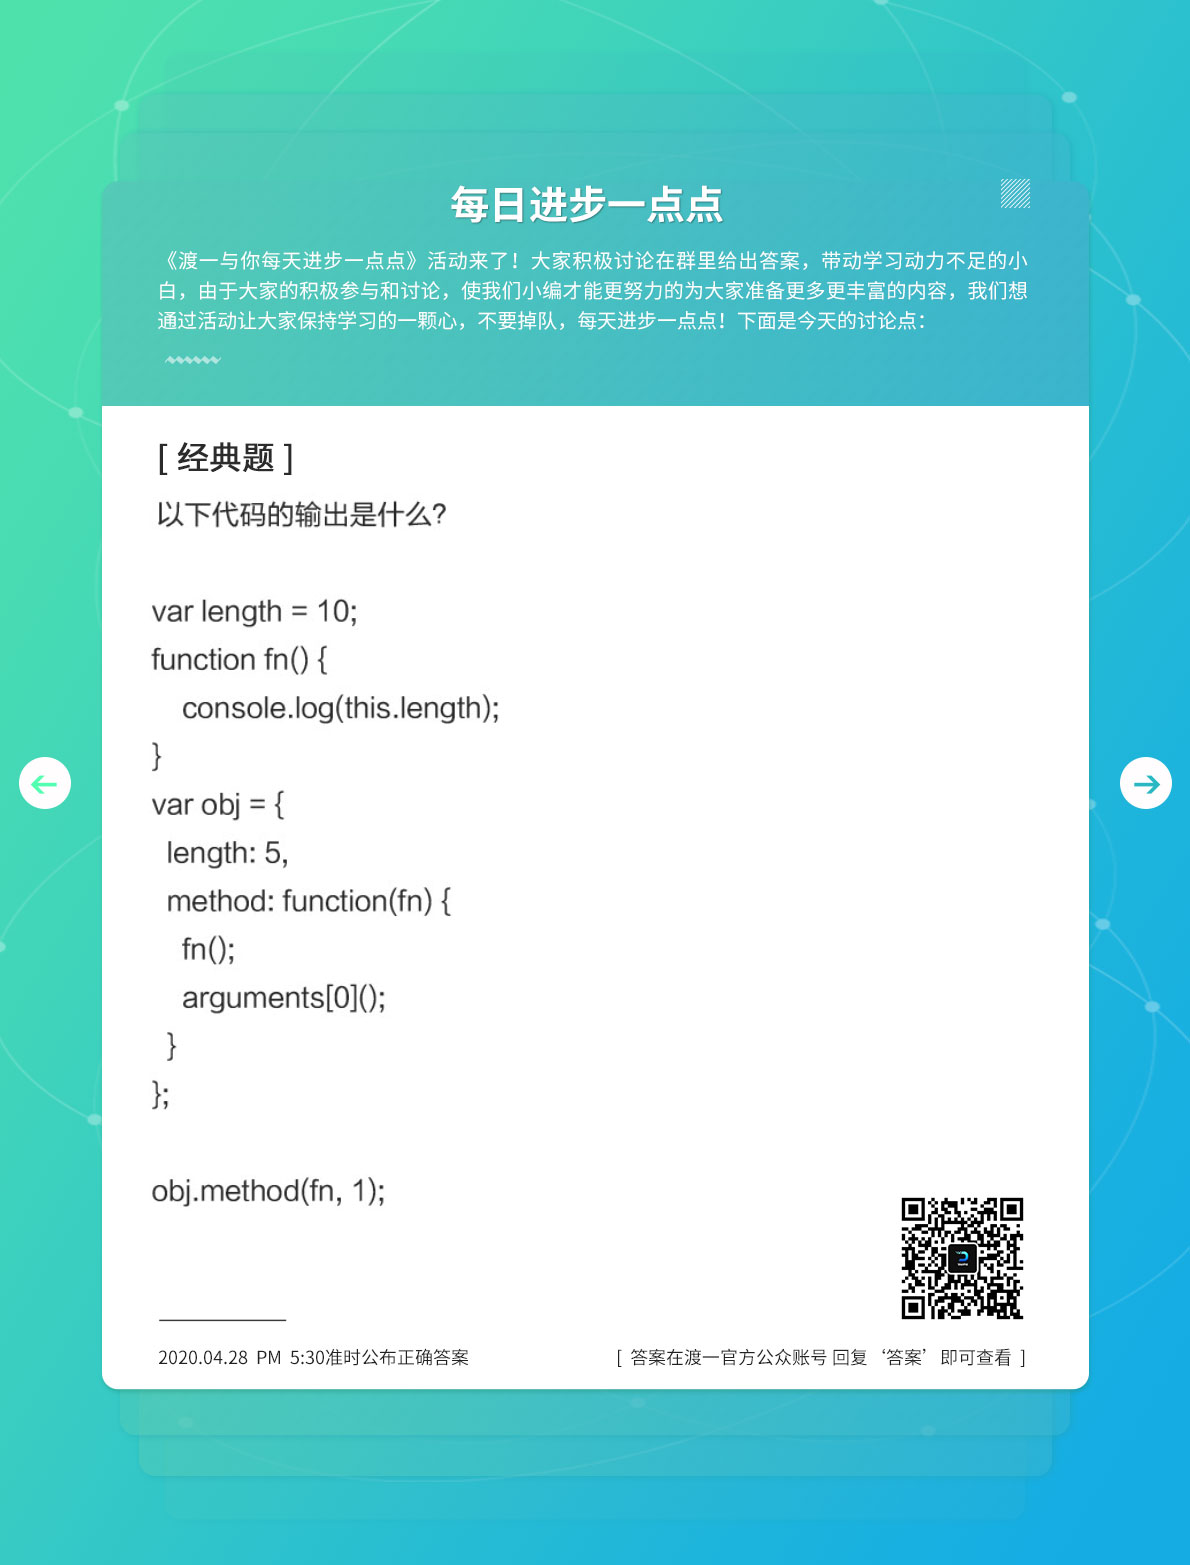 每日进步一点点
《渡一与你每天进步一点点》活动来了！大家积极讨论在群里给出答案，带动学习动力不足的小
白，由于大家的积极参与和讨论，使我们小编才能更努力的为大家准备更多更丰富的内容，我们想
通过活动让大家保持学习的一颗心，不要掉队，每天进步一点点！下面是今天的讨论点：
[ 经典题 ]
以下代码的输出是什么?
var length = 10;
function fn() {
console.log(this.length);
}
var obj = {
length: 5,
method: function(fn) {
fn();
arguments[0]();
}
};
obj.method(fn, 1);
2020.04.28 PM 5:30准时公布正确答案
[ 答案在渡一官方公众账号 回复‘答案’即可查看 ]